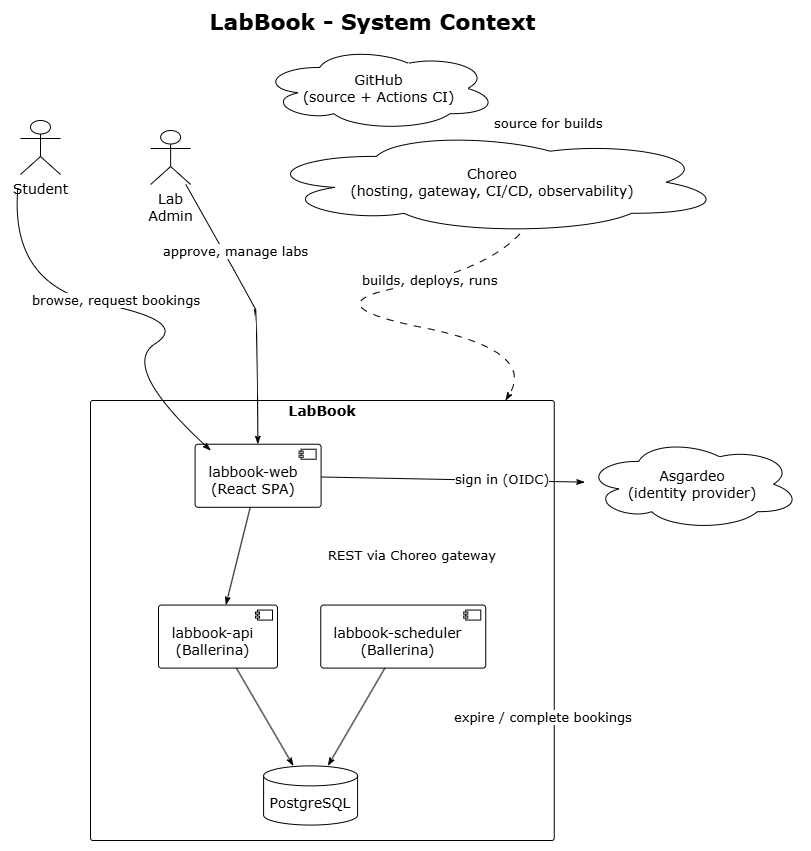 LabBook - System Context
GitHub
(source + Actions CI)
source for builds
Choreo
(hosting, gateway, CI/CD, observability)
Student
Lab
Admin
approve, manage labs
builds, deploys, runs
browse, request bookings
LabBook
labbook-web
(React SPA)
sign in (OIDC)
Asgardeo
(identity provider)
REST via Choreo gateway
labbook-api
(Ballerina)
labbook-scheduler
(Ballerina)
expire / complete bookings
PostgreSQL